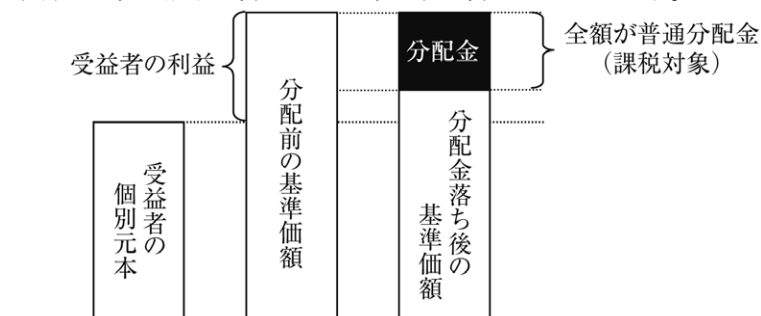 受益者の利益
分配金
全額が普通分配金
（課税対象）
受益者の
個別元本
分配前の基準価額
分配金落ち後の
基準価額